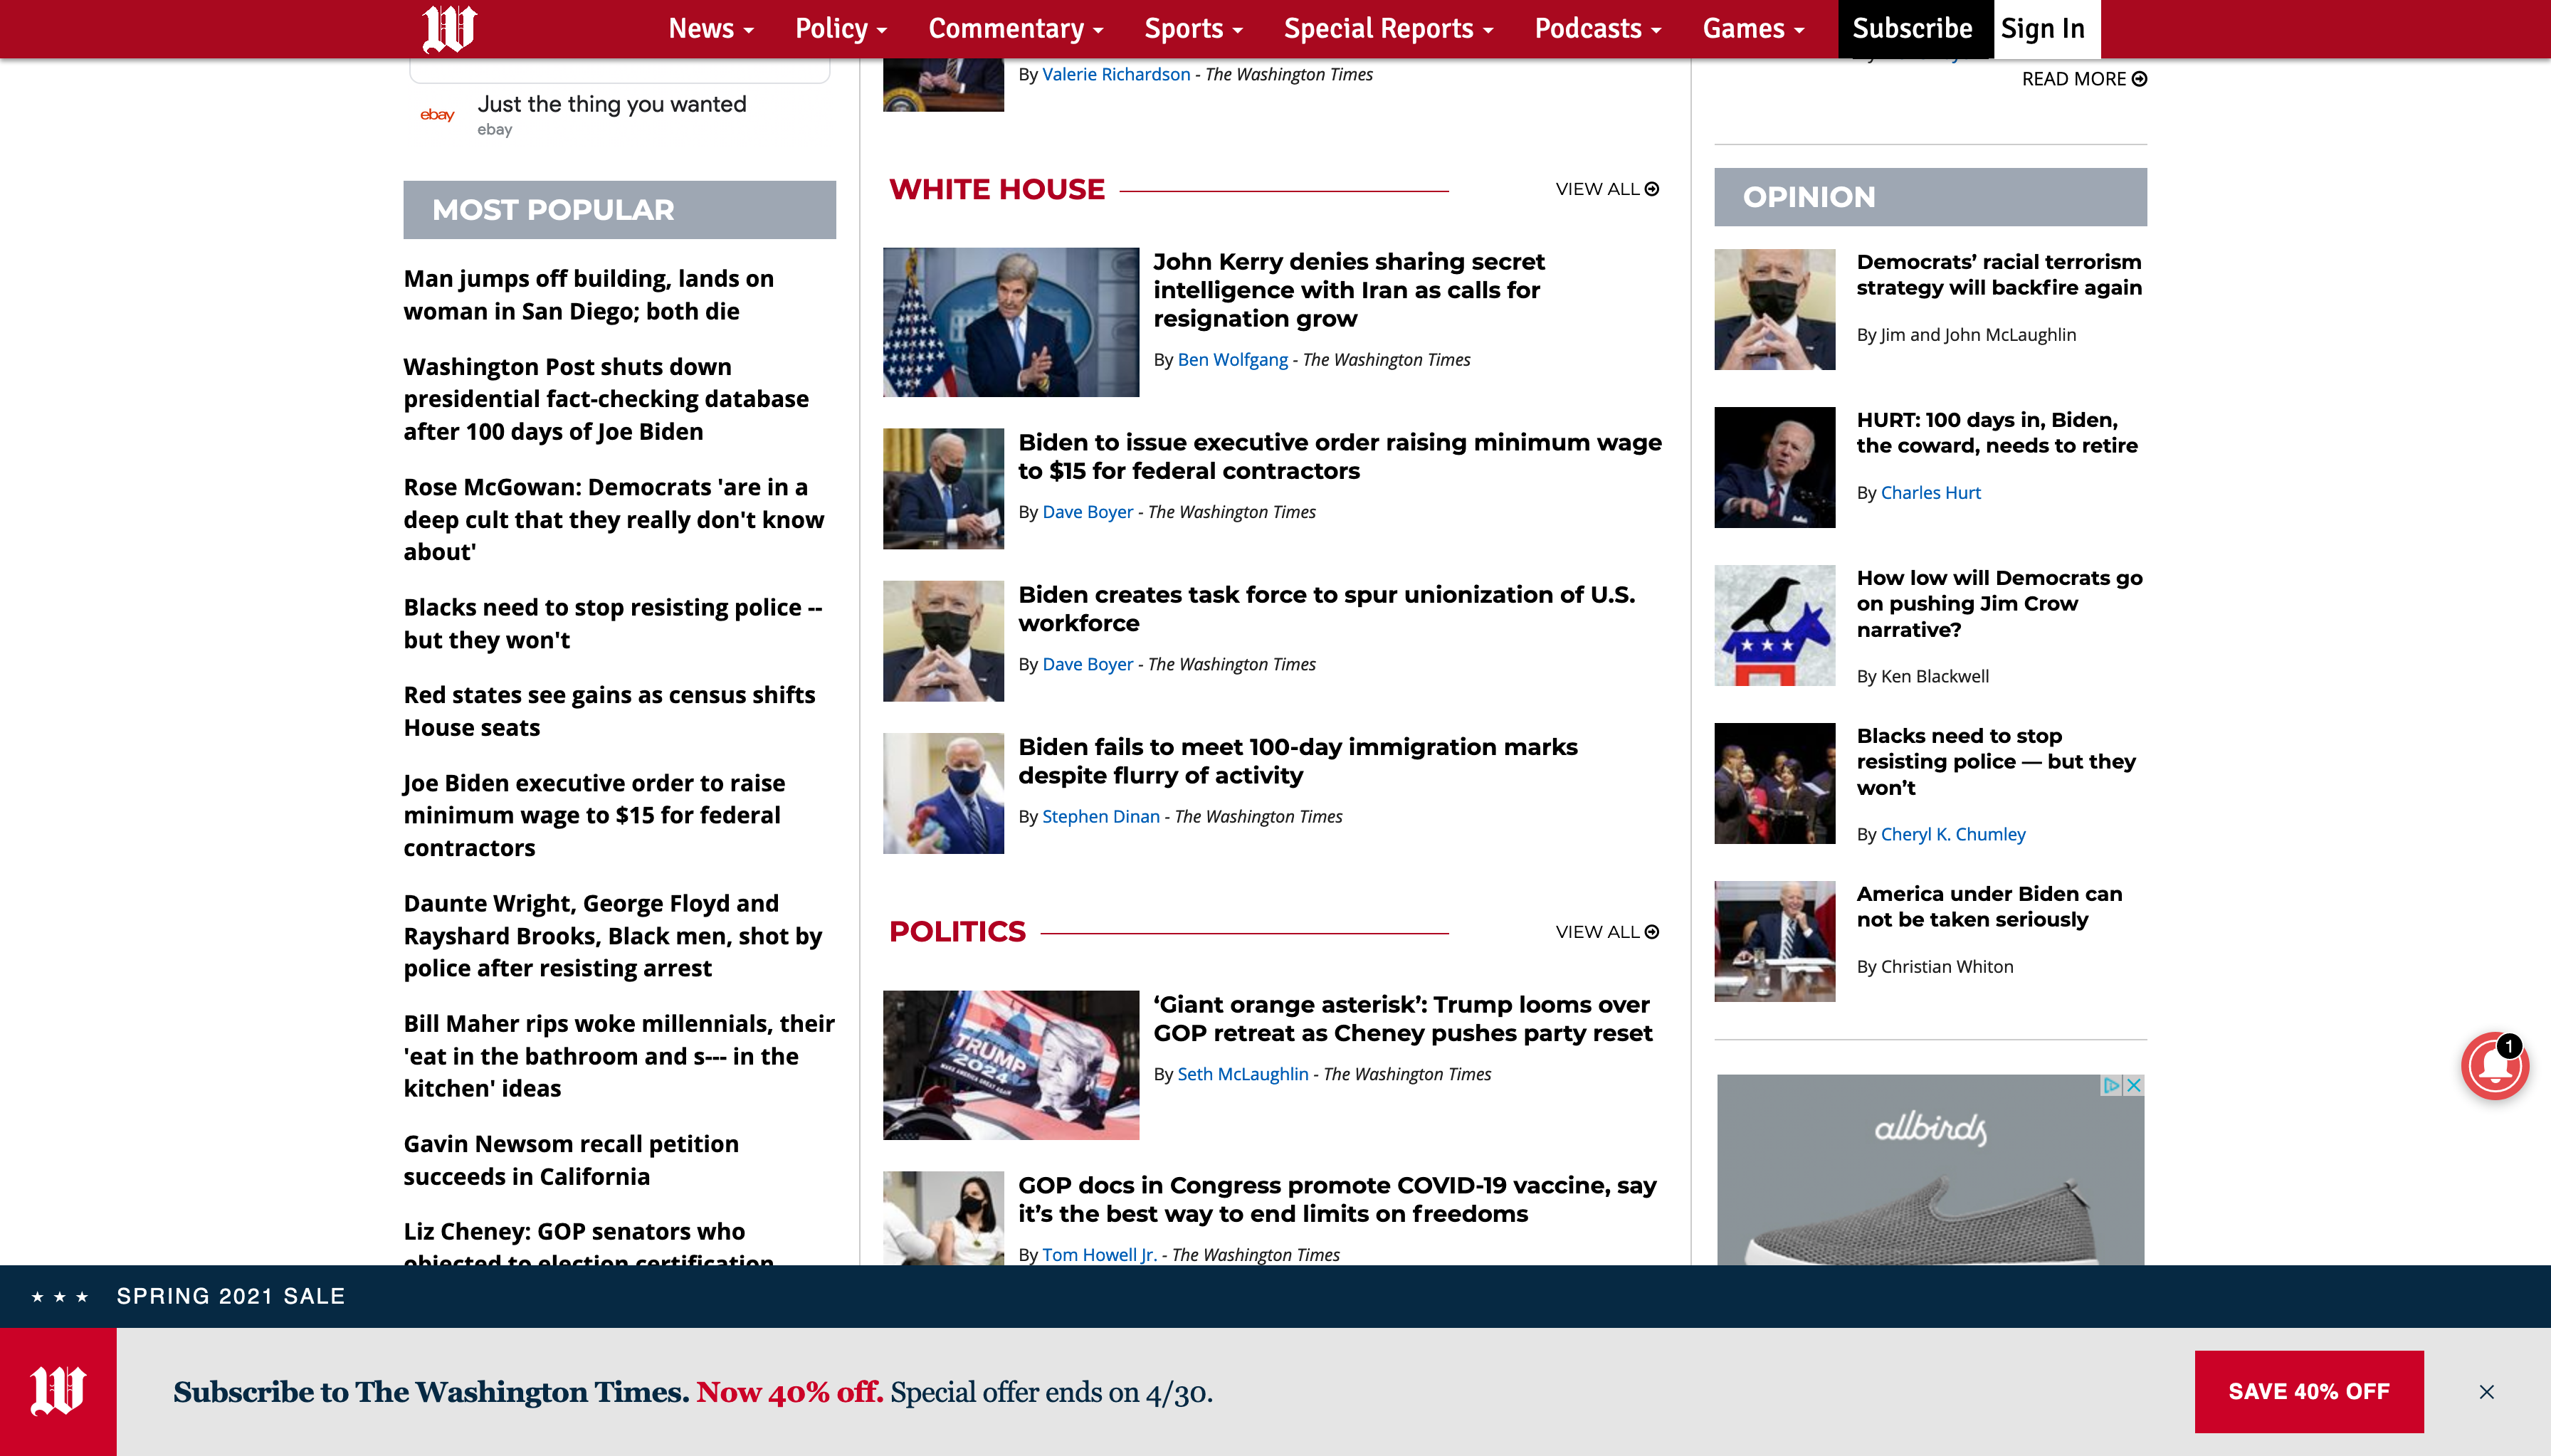 W
News
Policy
Commentary
Sports
Special Reports
Podcasts
Games
Subscribe
Sign In
ebay
Just the thing you wanted
ebay
MOST POPULAR
Man jumps off building, lands on
woman in San Diego; both die
Washington Post shuts down
presidential fact-checking database
after 100 days of Joe Biden
Rose McGowan: Democrats 'are in a
deep cult that they really don't know
about'
Blacks need to stop resisting police --
but they won't
Red states see gains as census shifts
House seats
Joe Biden executive order to raise
minimum wage to $15 for federal
contractors
Daunte Wright, George Floyd and
Rayshard Brooks, Black men, shot by
police after resisting arrest
Bill Maher rips woke millennials, their
'eat in the bathroom and s--- in the
kitchen' ideas
Gavin Newsom recall petition
succeeds in California
Liz Cheney: GOP senators who
objected to election certification
By Valerie Richardson - The Washington Times
WHITE HOUSE
VIEW ALL
John Kerry denies sharing secret
intelligence with Iran as calls for
resignation grow
By Ben Wolfgang - The Washington Times
Biden to issue executive order raising minimum wage
to $15 for federal contractors
By Dave Boyer - The Washington Times
Biden creates task force to spur unionization of U.S.
workforce
By Dave Boyer - The Washington Times
Biden fails to meet 100-day immigration marks
despite flurry of activity
By Stephen Dinan - The Washington Times
POLITICS
VIEW ALL
TRUMP
2024
‘Giant orange asterisk’: Trump looms over
GOP retreat as Cheney pushes party reset
By Seth McLaughlin - The Washington Times
GOP docs in Congress promote COVID-19 vaccine, say
it’s the best way to end limits on freedoms
By Tom Howell Jr. - The Washington Times
READ MORE
OPINION
Democrats’ racial terrorism
strategy will backfire again
By Jim and John McLaughlin
HURT: 100 days in, Biden,
the coward, needs to retire
By Charles Hurt
How low will Democrats go
on pushing Jim Crow
narrative?
By Ken Blackwell
Blacks need to stop
resisting police — but they
won’t
By Cheryl K. Chumley
America under Biden can
not be taken seriously
By Christian Whiton
allbirds
1
SPRING 2021 SALE
W
Subscribe to The Washington Times. Now 40% off. Special offer ends on 4/30.
SAVE 40% OFF